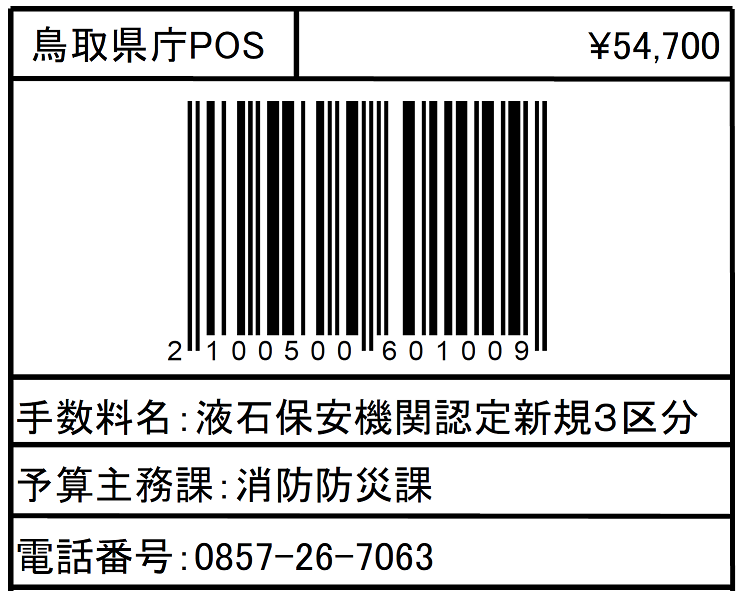 鳥取県庁POS
¥54,700
2 100500 601009
手数料名:液石保安機関認定新規3区分
予算主務課:消防防災課
電話番号:0857-26-7063